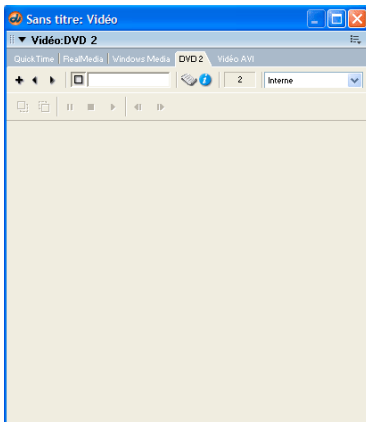 Sans titre: Vidéo
Vidéo:DVD 2
QuickTime RealMedia Windows Media DVD 2 Vidéo AVI
2 Interne